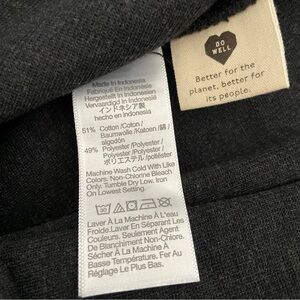 DO
WELL
Better for the
planet, better for
its people.
Made In Indonesia
Fabriqué En Indonésie
Hergestellt in Indonesien
Vervaardigd In Indonesië
インドネシア製
hecho en indonesia
51% Cotton /Coton /
Baumwolle /Katoen /綿 /
algodón
49% Polyester /Polyester /
Polyester /Polyester /
ポリエステル /poliéster
Machine Wash Cold With Like
Colors. Non-Chlorine Bleach
Only. Tumble Dry Low. Iron
On Lowest Setting.
Laver À La Machine À L'eau
Froide.Laver En Séparant Les
Couleurs. Seulement Agent
De Blanchiment Non-Chlore.
Sécher À La Machine À
Basse Température. Fer Au
Réglage Le Plus Bas.